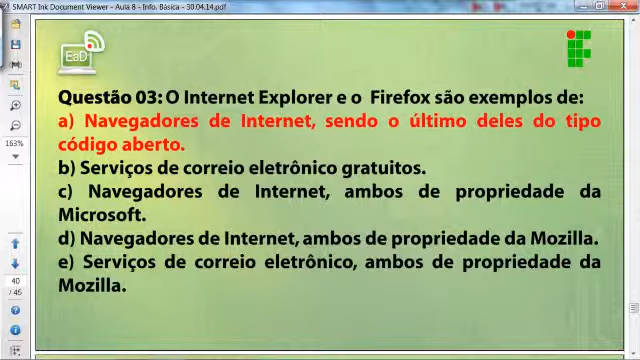 SMART Ink Document Viewer - Aula 8 - Info. Básica - 30.04.14.pdf
EaD
Questão 03: O Internet Explorer e o Firefox são exemplos de:
a) Navegadores de Internet, sendo o último deles do tipo
código aberto.
b) Serviços de correio eletrônico gratuitos.
c) Navegadores de Internet, ambos de propriedade da
Microsoft.
d) Navegadores de Internet, ambos de propriedade da Mozilla.
e) Serviços de correio eletrônico, ambos de propriedade da
Mozilla.
163%
40
/ 46